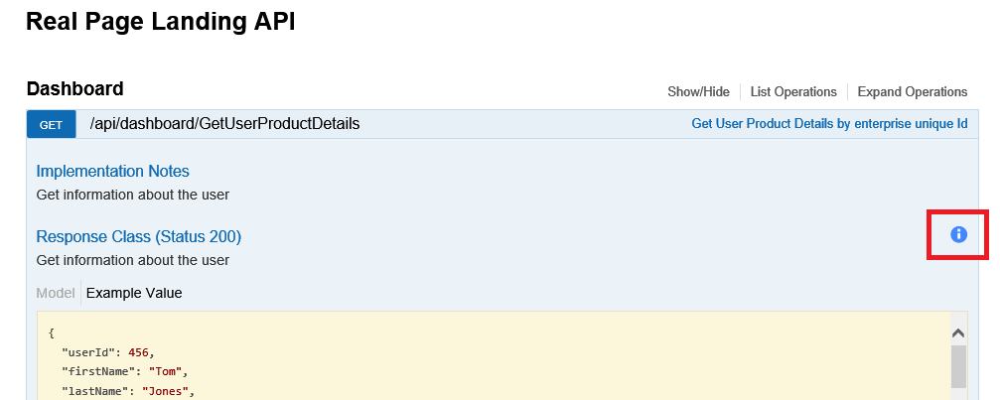 Real Page Landing API
Dashboard
Show/Hide List Operations Expand Operations
GET /api/dashboard/GetUserProductDetails Get User Product Details by enterprise unique Id
Implementation Notes
Get information about the user
Response Class (Status 200)
Get information about the user
Model Example Value
{
"userId": 456,
"firstName": "Tom",
"lastName": "Jones",